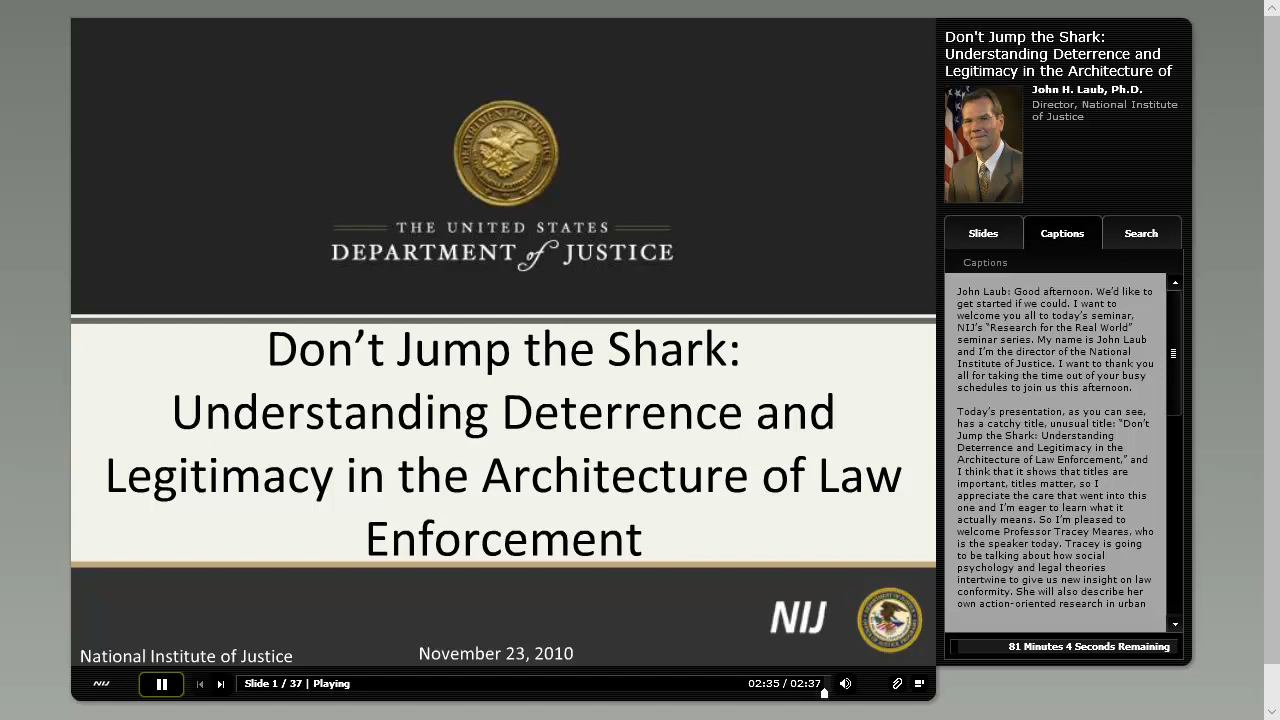 THE UNITED STATES
DEPARTMENT of JUSTICE
Don’t Jump the Shark:
Understanding Deterrence and
Legitimacy in the Architecture of Law
Enforcement
NIJ
National Institute of Justice
November 23, 2010
NIJ
Slide 1 / 37 | Playing
02:35 / 02:37
Don't Jump the Shark:
Understanding Deterrence and
Legitimacy in the Architecture of
John H. Laub, Ph.D.
Director, National Institute
of Justice
Slides
Captions
Search
Captions
John Laub: Good afternoon. We’d like to
get started if we could. I want to
welcome you all to today’s seminar,
NIJ’s “Research for the Real World”
seminar series. My name is John Laub
and I’m the director of the National
Institute of Justice. I want to thank you
all for taking the time out of your busy
schedules to join us this afternoon.
Today’s presentation, as you can see,
has a catchy title, unusual title: “Don’t
Jump the Shark: Understanding
Deterrence and Legitimacy in the
Architecture of Law Enforcement,” and
I think that it shows that titles are
important, titles matter, so I
appreciate the care that went into this
one and I’m eager to learn what it
actually means. So I’m pleased to
welcome Professor Tracey Meares, who
is the speaker today. Tracey is going
to be talking about how social
psychology and legal theories
intertwine to give us new insight on law
conformity. She will also describe her
own action-oriented research in urban
81 Minutes 4 Seconds Remaining